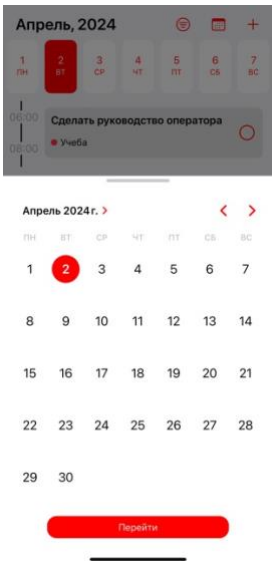 Апрель, 2024
1 2 3 4 5 6 7
ПН ВТ СР ЧТ ПТ СБ ВС
06:00
Сделать руководство оператора
Учеба
08:00
Апрель 2024 г.
ПН ВТ СР ЧТ ПТ СБ ВС
1 2 3 4 5 6 7
8 9 10 11 12 13 14
15 16 17 18 19 20 21
22 23 24 25 26 27 28
29 30
Перейти